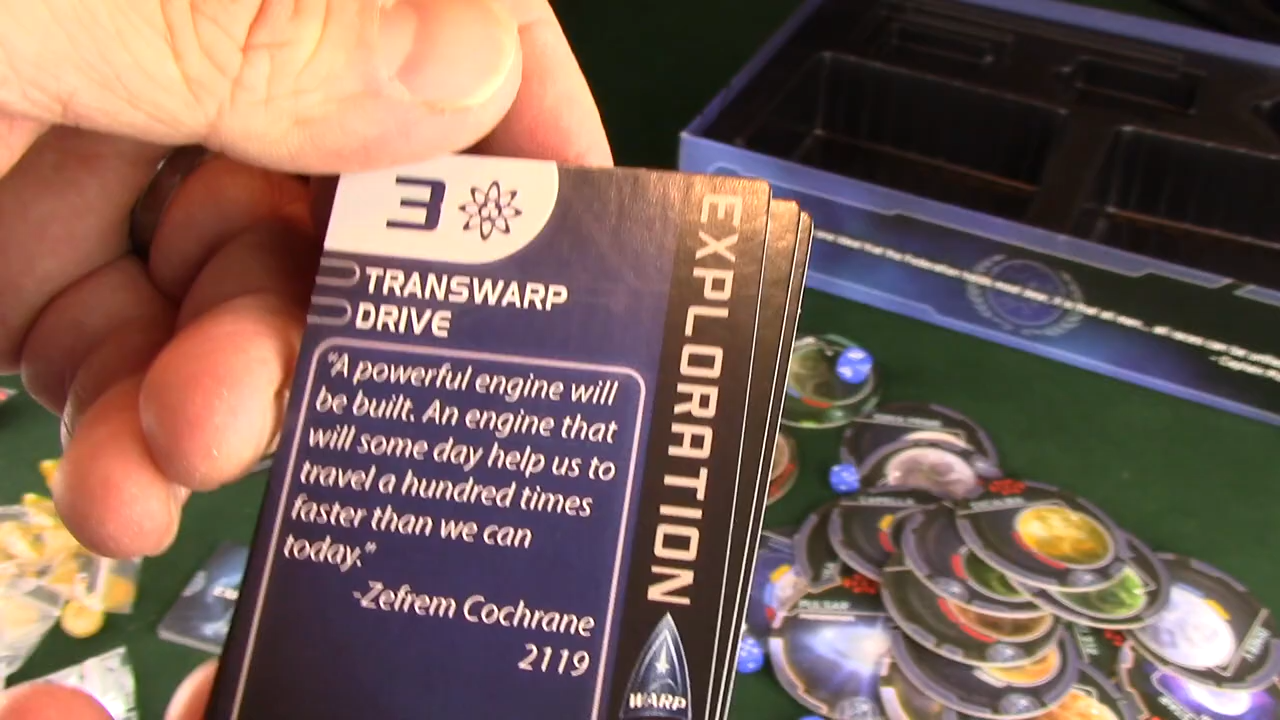 3
EXPLORATION
TRANSWARP
DRIVE
"A powerful engine will
be built. An engine that
will some day help us to
travel a hundred times
faster than we can
today."
-Zefrem Cochrane
2119
WARP
PULSAR